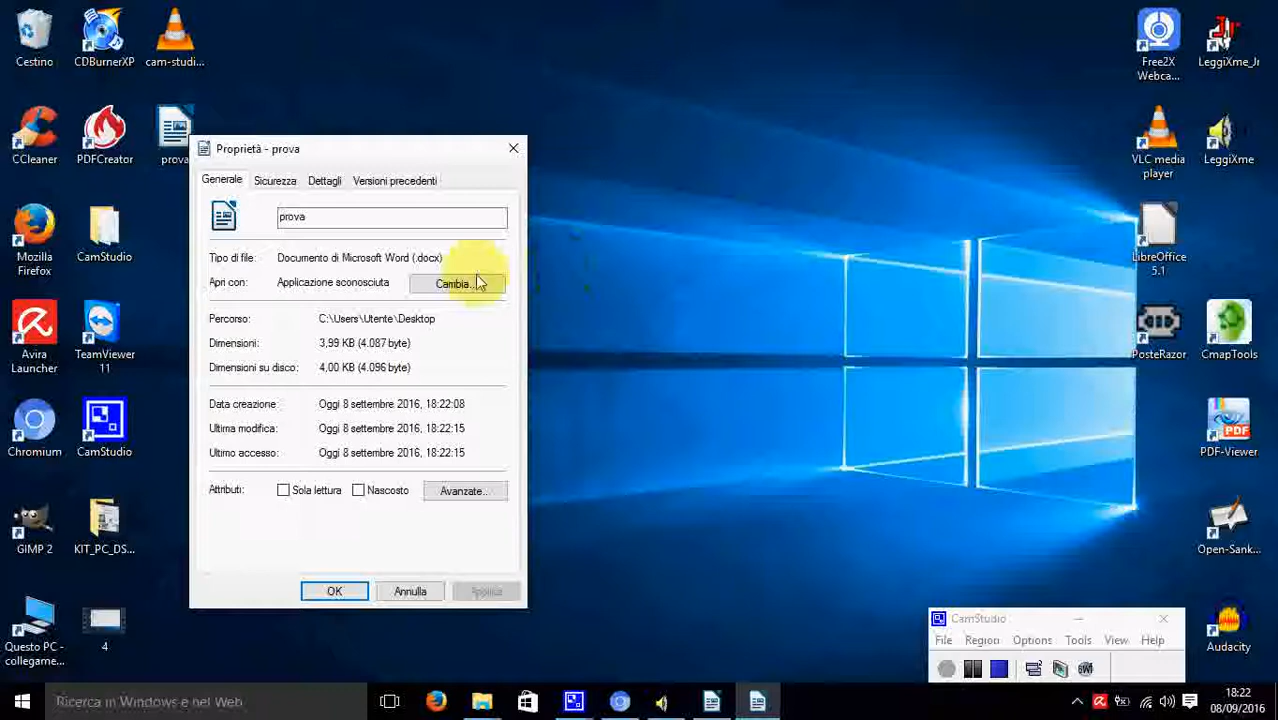 Cestino
CDBurnerXP
cam-studi...
Free2X
Webca...
LeggiXme_Jr
CCleaner
PDFCreator
prova
VLC media
player
LeggiXme
Proprietà - prova
Generale
Sicurezza
Dettagli
Versioni precedenti
prova
Tipo di file:
Documento di Microsoft Word (.docx)
Apri con:
Applicazione sconosciuta
Cambia...
Percorso:
C:\Users\Utente\Desktop
Dimensioni:
3,99 KB (4.087 byte)
Dimensioni su disco:
4,00 KB (4.096 byte)
Data creazione:
Oggi 8 settembre 2016, 18:22:08
Ultima modifica:
Oggi 8 settembre 2016, 18:22:15
Ultimo accesso:
Oggi 8 settembre 2016, 18:22:15
Attributi:
Sola lettura
Nascosto
Avanzate...
OK
Annulla
Applica
Mozilla
Firefox
CamStudio
LibreOffice
5.1
Avira
Launcher
TeamViewer
11
PosteRazor
CmapTools
Chromium
CamStudio
PDF
PDF-Viewer
GIMP 2
KIT_PC_DS...
Open-Sank...
Questo PC -
collegame...
4
Audacity
CamStudio
File
Region
Options
Tools
View
Help
Ricerca in Windows e nel Web
18:22
08/09/2016